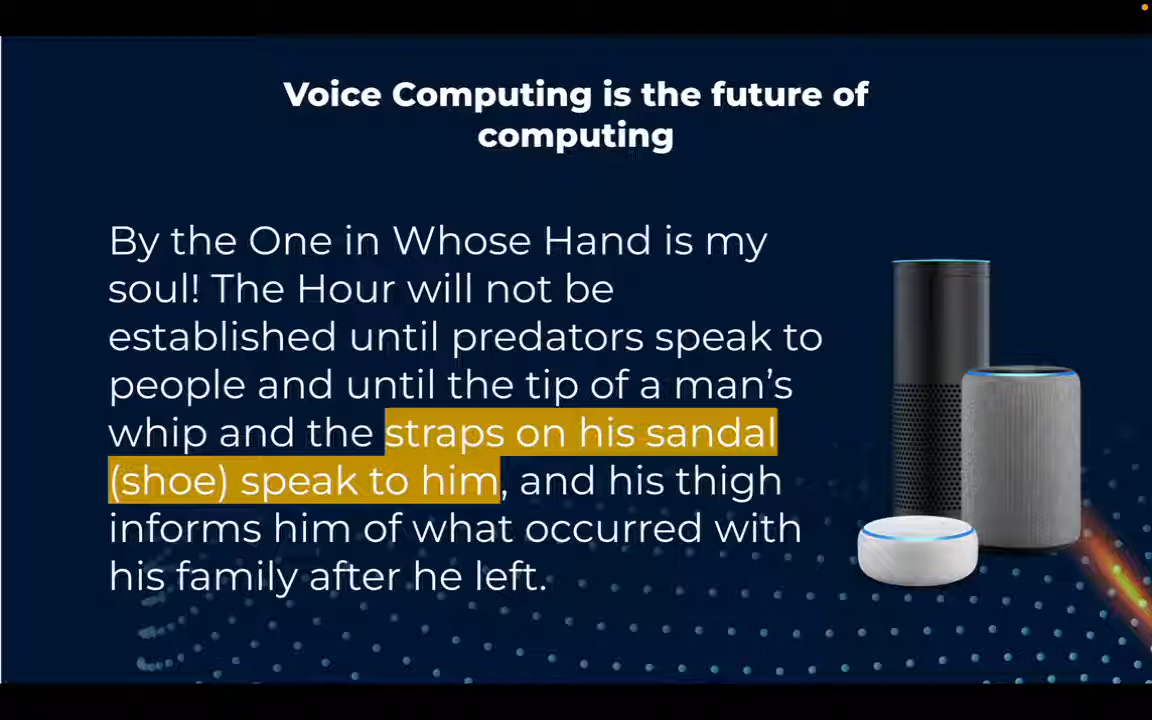 Voice Computing is the future of
computing
By the One in Whose Hand is my
soul! The Hour will not be
established until predators speak to
people and until the tip of a man’s
whip and the straps on his sandal
(shoe) speak to him, and his thigh
informs him of what occurred with
his family after he left.